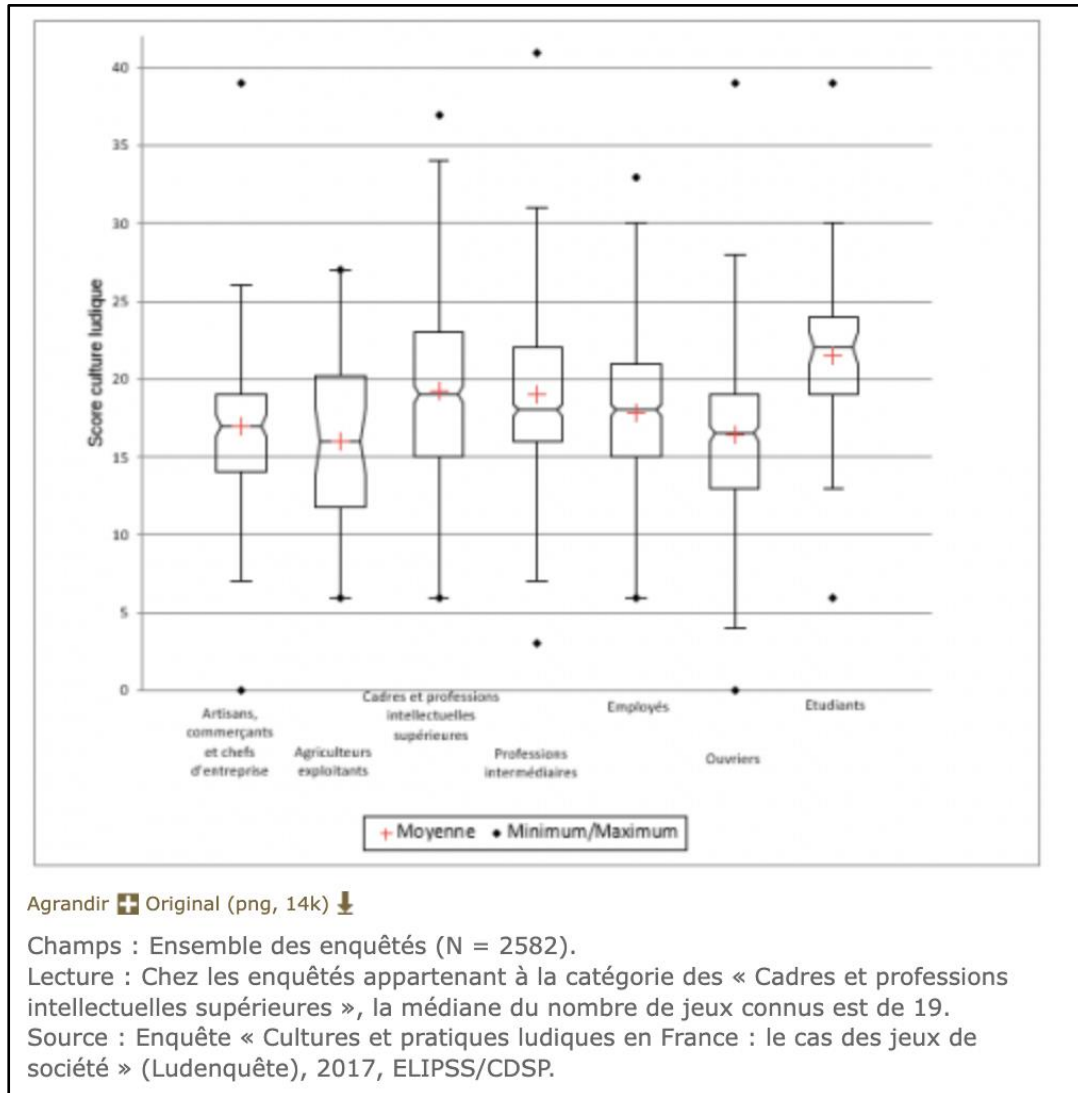 40
35
30
25
20
15
10
5
0
Score culture ludique
Artisans,
commerçants
et chefs
d'entreprise
Agriculteurs
exploitants
Cadres et professions
intellectuelles
supérieures
Professions
intermédiaires
Employés
Ouvriers
Etudiants
Moyenne Minimum/Maximum
Agrandir Original (png, 14k)
Champs : Ensemble des enquêtés (N = 2582).
Lecture : Chez les enquêtés appartenant à la catégorie des « Cadres et professions
intellectuelles supérieures », la médiane du nombre de jeux connus est de 19.
Source : Enquête « Cultures et pratiques ludiques en France : le cas des jeux de
société » (Ludenquête), 2017, ELIPSS/CDSP.